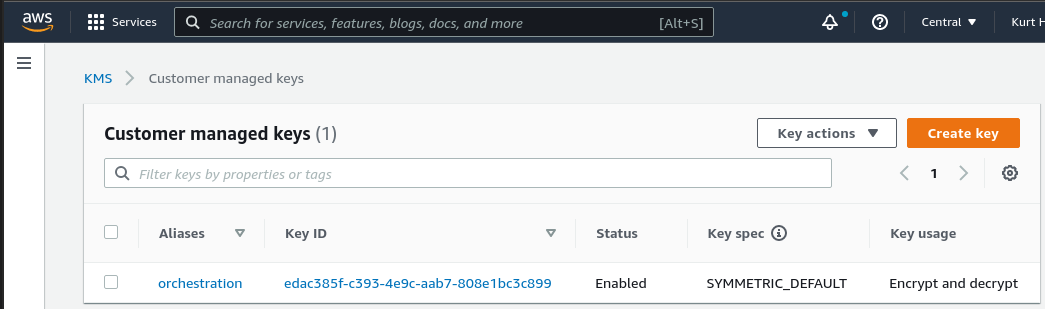 aws Services Search for services, features, blogs, docs, and more [Alt+S] Central ▼ Kurt H
KMS > Customer managed keys
Customer managed keys (1) Key actions ▼ Create key
Filter keys by properties or tags 1
Aliases Key ID Status Key spec Key usage
orchestration edac385f-c393-4e9c-aab7-808e1bc3c899 Enabled SYMMETRIC_DEFAULT Encrypt and decrypt